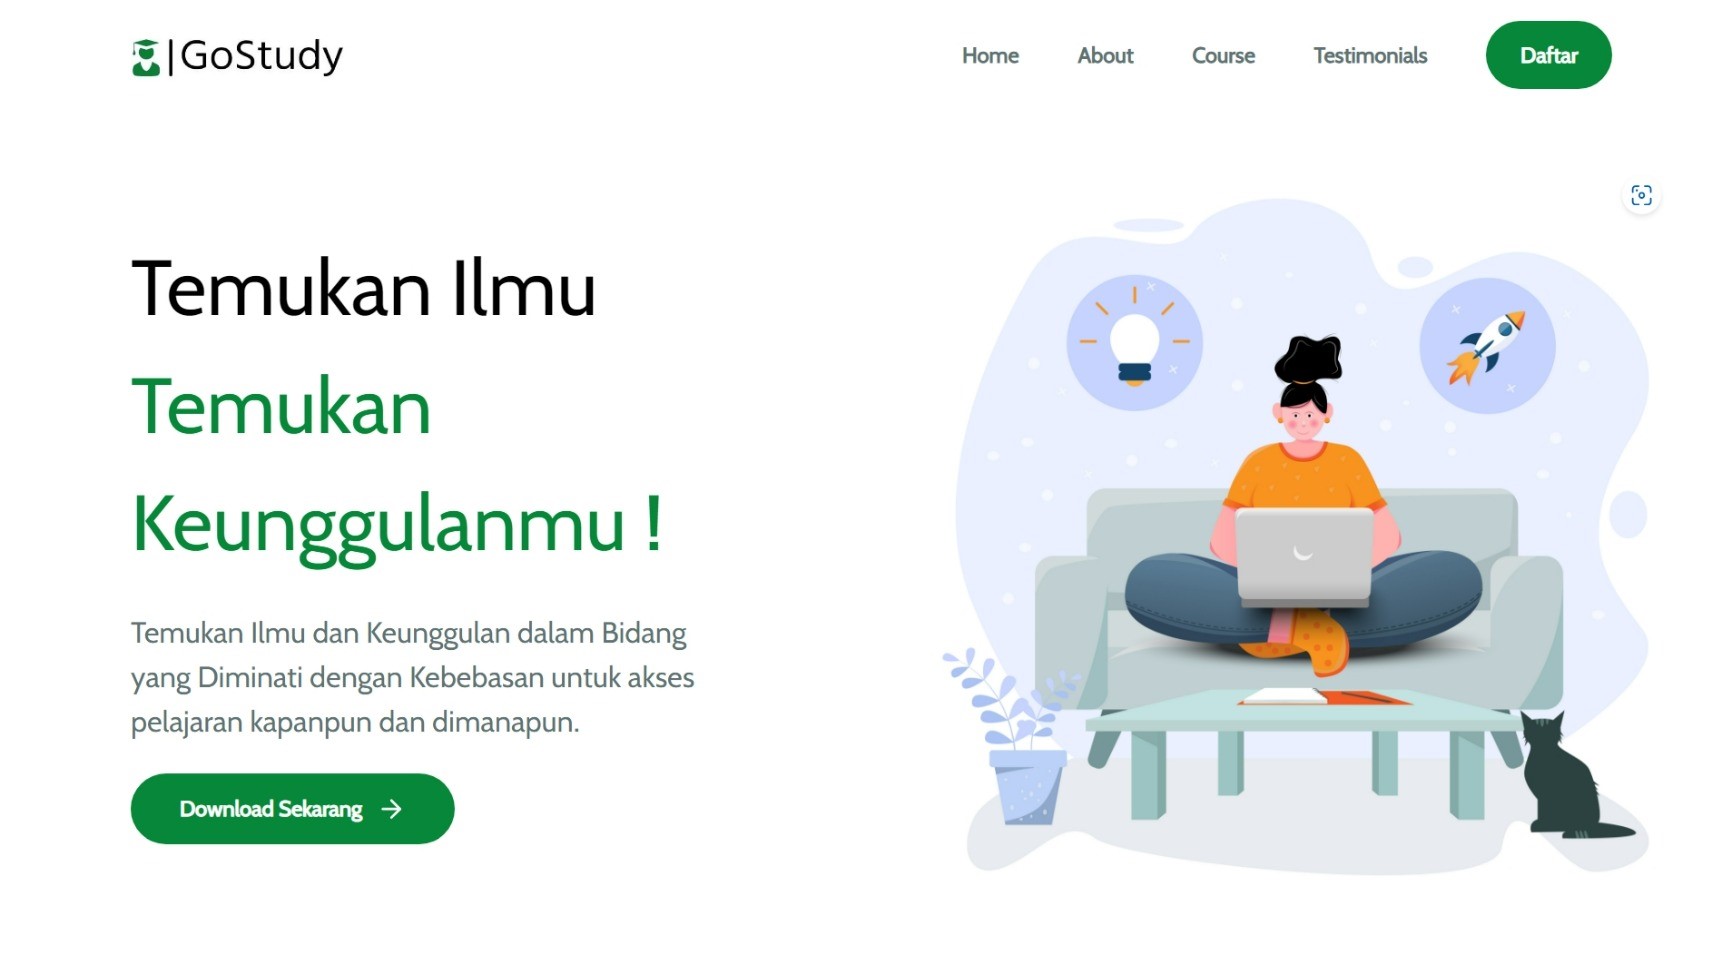 |GoStudy
Home About Course Testimonials Daftar
Temukan Ilmu
Temukan
Keunggulanmu !
Temukan Ilmu dan Keunggulan dalam Bidang
yang Diminati dengan Kebebasan untuk akses
pelajaran kapanpun dan dimanapun.
Download Sekarang →